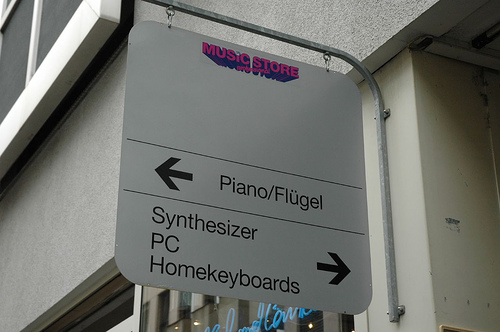 MUSIC STORE
Piano/Flügel
Synthesizer
PC
Homekeyboards